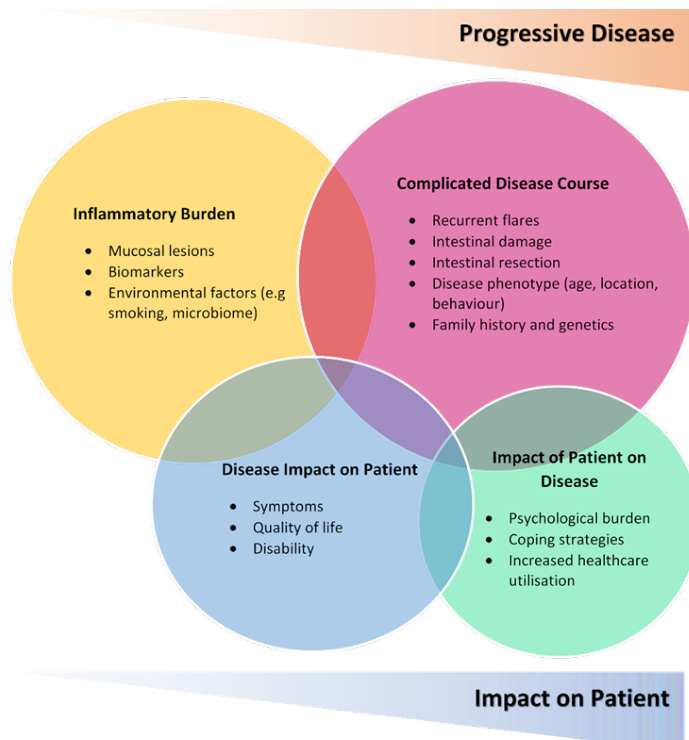 Progressive Disease
Inflammatory Burden
• Mucosal lesions
• Biomarkers
• Environmental factors (e.g
smoking, microbiome)
Complicated Disease Course
• Recurrent flares
• Intestinal damage
• Intestinal resection
• Disease phenotype (age, location,
behaviour)
• Family history and genetics
Disease Impact on Patient
• Symptoms
• Quality of life
• Disability
Impact of Patient on
Disease
• Psychological burden
• Coping strategies
• Increased healthcare
utilisation
Impact on Patient